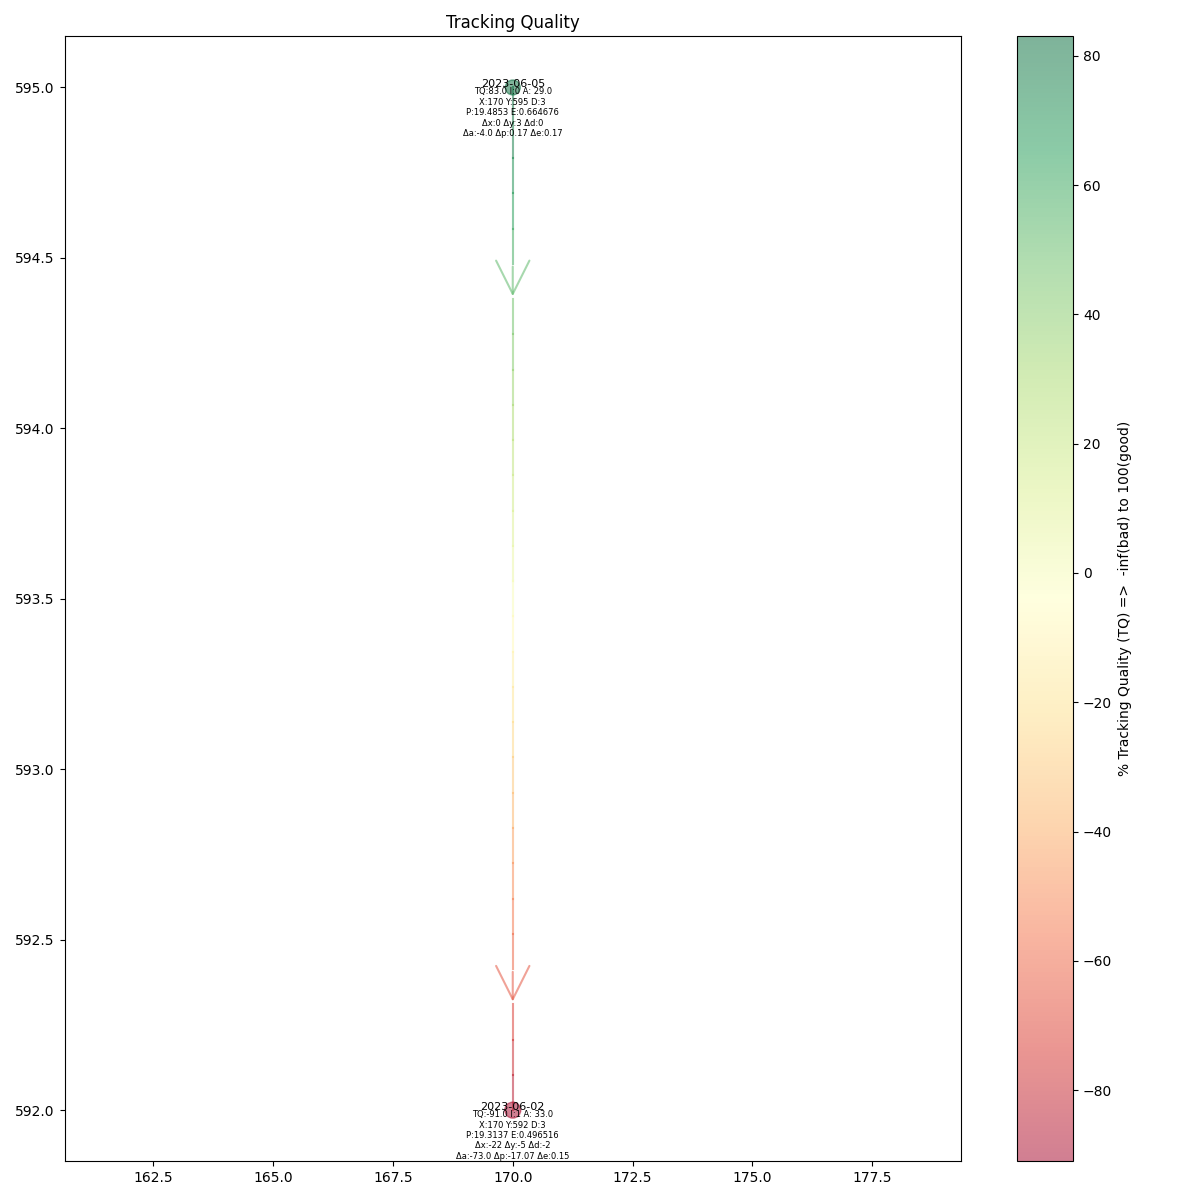 Tracking Quality
595.0
594.5
594.0
593.5
593.0
592.5
592.0
2023-06-05
X:170 Y:595 D:3
P:19.4853 E:0.664676
Δx:0 Δy:3 Δd:0
Δa:-4.0 Δp:0.17 Δe:0.17
2023-06-02
X:170 Y:592 D:3
P:19.3137 E:0.496516
Δx:-22 Δy:-5 Δd:-2
Δa:-73.0 Δp:-17.07 Δe:0.15
162.5 165.0 167.5 170.0 172.5 175.0 177.5
80
60
40
20
0
−20
−40
−60
−80
% Tracking Quality (TQ) => -inf(bad) to 100(good)